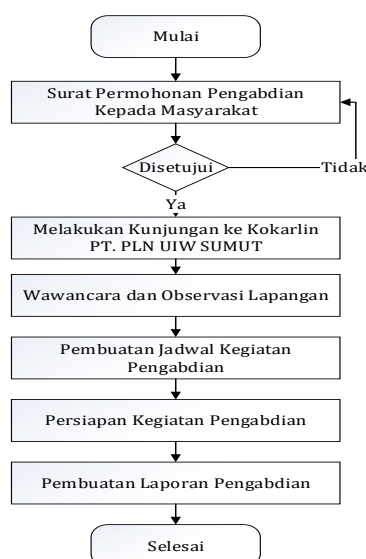 Mulai
Surat Permohonan Pengabdian
Kepada Masyarakat
Disetujui
Tidak
Ya
Melakukan Kunjungan ke Kokarlin
PT. PLN UIW SUMUT
Wawancara dan Observasi Lapangan
Pembuatan Jadwal Kegiatan
Pengabdian
Persiapan Kegiatan Pengabdian
Pembuatan Laporan Pengabdian
Selesai